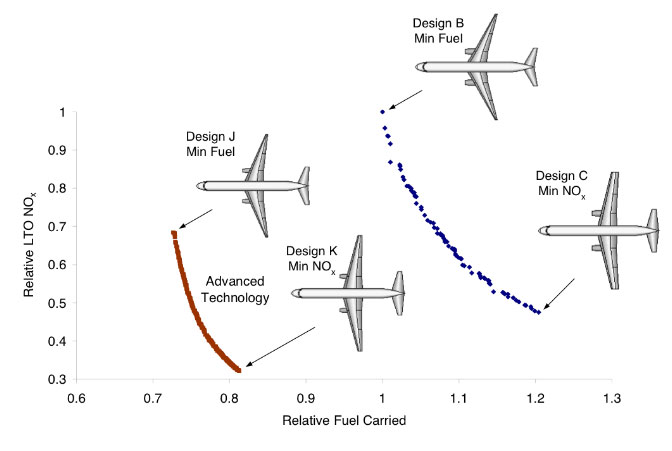 Design B
Min Fuel
Design J
Min Fuel
Design C
Min NOx
Design K
Min NOx
Advanced
Technology
Relative LTO NOx
1
0.9
0.8
0.7
0.6
0.5
0.4
0.3
0.6
0.7
0.8
0.9
1
1.1
1.2
1.3
Relative Fuel Carried